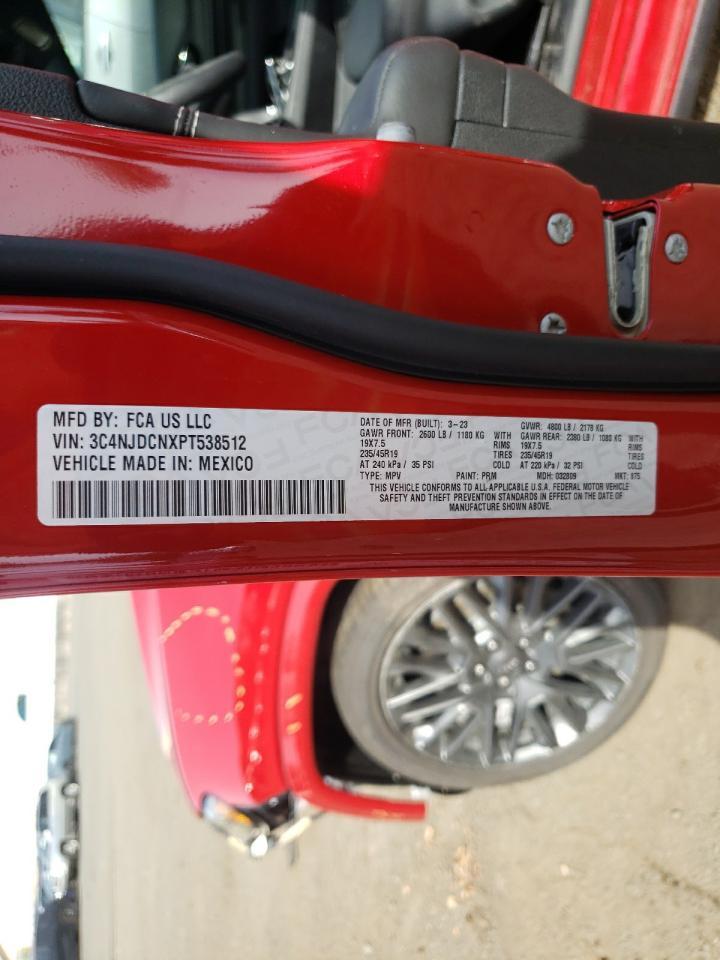 MFD BY: FCA US LLC
VIN: 3C4NJDCNXPT538512
VEHICLE MADE IN: MEXICO
DATE OF MFR (BUILT): 3-23 GVWR: 4800 LB / 2178 KG
GAWR FRONT: 2600 LB / 1180 KG WITH GAWR REAR: 2380 LB / 1080 KG WITH
19X7.5 RIMS 19X7.5 RIMS
235/45R19 TIRES 235/45R19 TIRES
AT 240 kPa / 35 PSI COLD AT 220 kPa / 32 PSI COLD
TYPE: MPV PAINT: PRM MDH: 032809 MKT: 875
THIS VEHICLE CONFORMS TO ALL APPLICABLE U.S.A. FEDERAL MOTOR VEHICLE
SAFETY AND THEFT PREVENTION STANDARDS IN EFFECT ON THE DATE OF
MANUFACTURE SHOWN ABOVE.